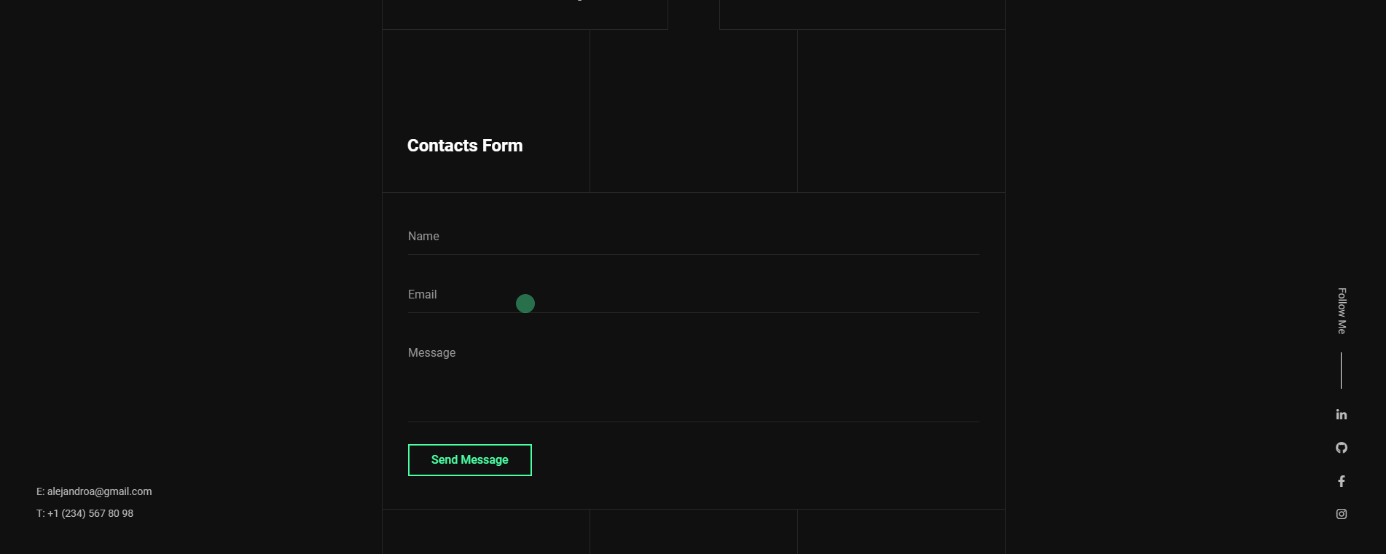 Contacts Form
Name
Email
Message
Send Message
E: alejandroa@gmail.com
T: +1 (234) 567 80 98
Follow Me